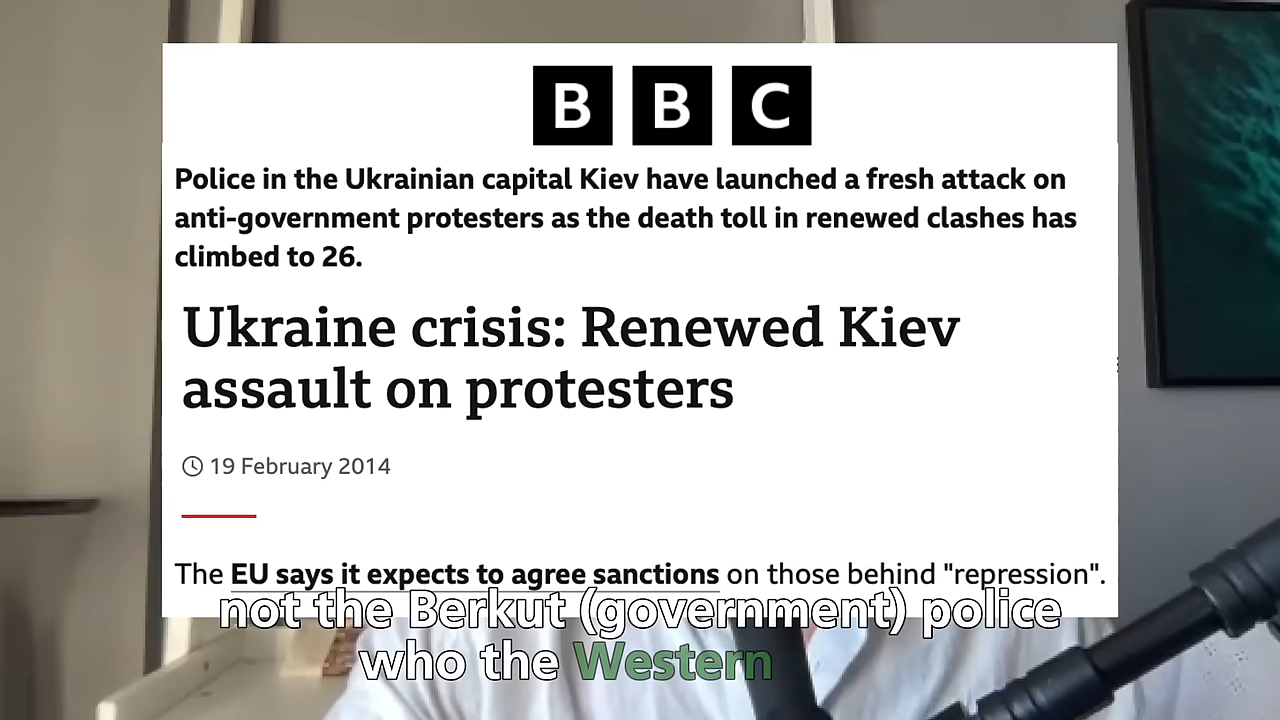 BBC
Police in the Ukrainian capital Kiev have launched a fresh attack on
anti-government protesters as the death toll in renewed clashes has
climbed to 26.
Ukraine crisis: Renewed Kiev
assault on protesters
19 February 2014
The EU says it expects to agree sanctions on those behind "repression".
not the Berkut (government) police
who the Western